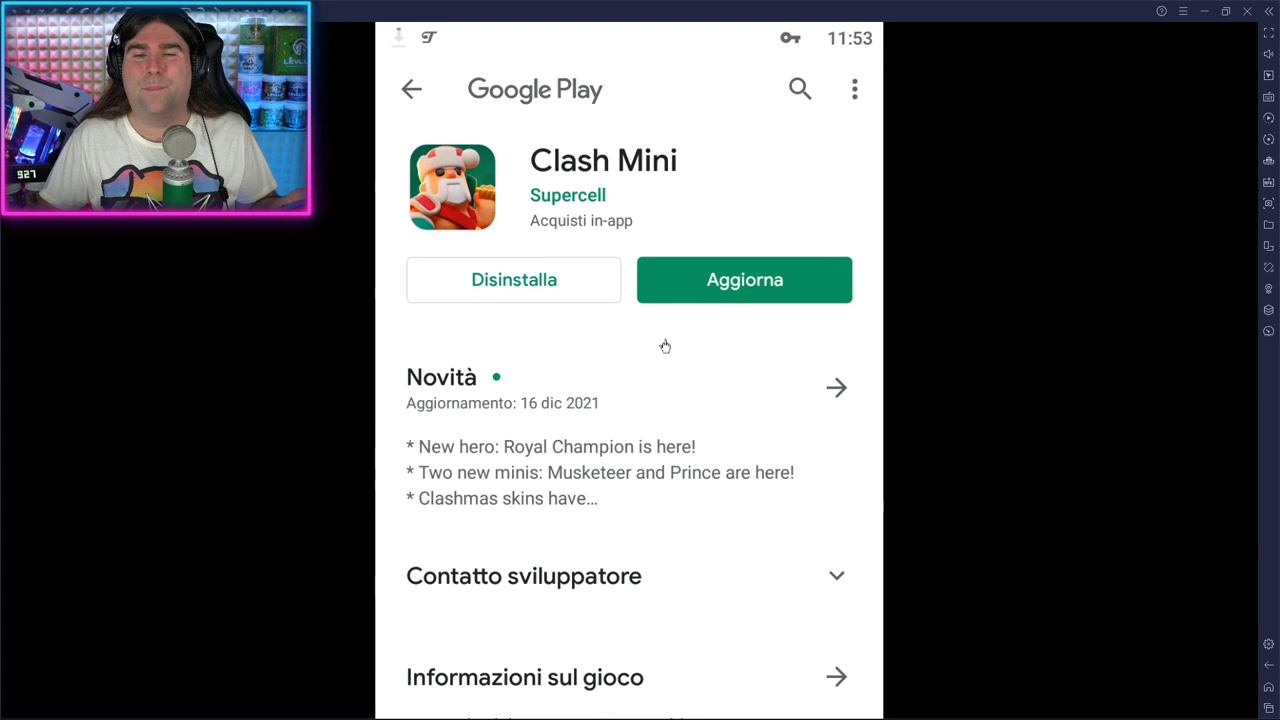 927
11:53
Google Play
Clash Mini
Supercell
Acquisti in-app
Disinstalla
Aggiorna
Novità
Aggiornamento: 16 dic 2021
* New hero: Royal Champion is here!
* Two new minis: Musketeer and Prince are here!
* Clashmas skins have…
Contatto sviluppatore
Informazioni sul gioco